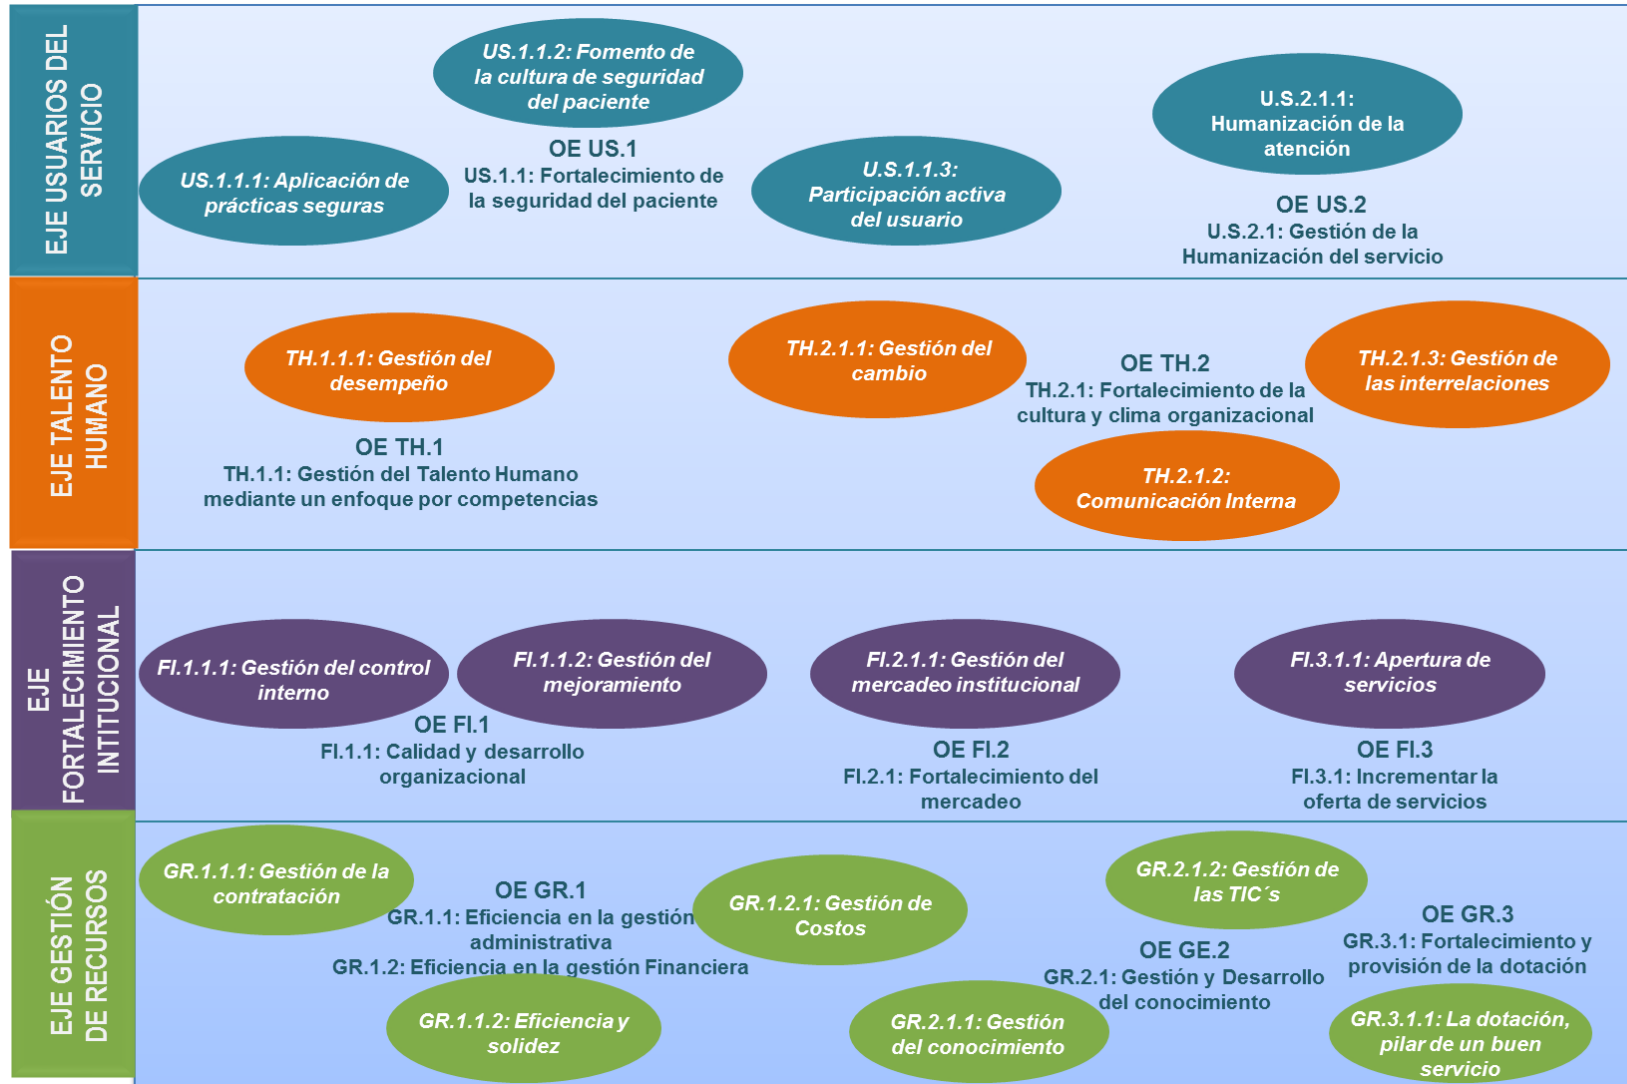 EJE USUARIOS DEL
SERVICIO
US.1.1.2: Fomento de
la cultura de seguridad
del paciente
US.1.1.1: Aplicación de
prácticas seguras
OE US.1
US.1.1: Fortalecimiento de
la seguridad del paciente
U.S.1.1.3:
Participación activa
del usuario
U.S.2.1.1:
Humanización de la
atención
OE US.2
U.S.2.1: Gestión de la
Humanización del servicio
EJE TALENTO
HUMANO
TH.1.1.1: Gestión del
desempeño
OE TH.1
TH.1.1: Gestión del Talento Humano
mediante un enfoque por competencias
TH.2.1.1: Gestión del
cambio
OE TH.2
TH.2.1: Fortalecimiento de la
cultura y clima organizacional
TH.2.1.2:
Comunicación Interna
TH.2.1.3: Gestión de
las interrelaciones
EJE
FORTALECIMIENTO
INTITUCIONAL
FI.1.1.1: Gestión del control
interno
FI.1.1.2: Gestión del
mejoramiento
OE FI.1
FI.1.1: Calidad y desarrollo
organizacional
FI.2.1.1: Gestión del
mercadeo institucional
OE FI.2
FI.2.1: Fortalecimiento del
mercadeo
FI.3.1.1: Apertura de
servicios
OE FI.3
FI.3.1: Incrementar la
oferta de servicios
EJE GESTIÓN
DE RECURSOS
GR.1.1.1: Gestión de la
contratación
OE GR.1
GR.1.1: Eficiencia en la gestión
administrativa
GR.1.2: Eficiencia en la gestión Financiera
GR.1.1.2: Eficiencia y
solidez
GR.1.2.1: Gestión de
Costos
GR.2.1.2: Gestión de
las TIC´s
OE GE.2
GR.2.1: Gestión y Desarrollo
del conocimiento
GR.2.1.1: Gestión
del conocimiento
OE GR.3
GR.3.1: Fortalecimiento y
provisión de la dotación
GR.3.1.1: La dotación,
pilar de un buen
servicio